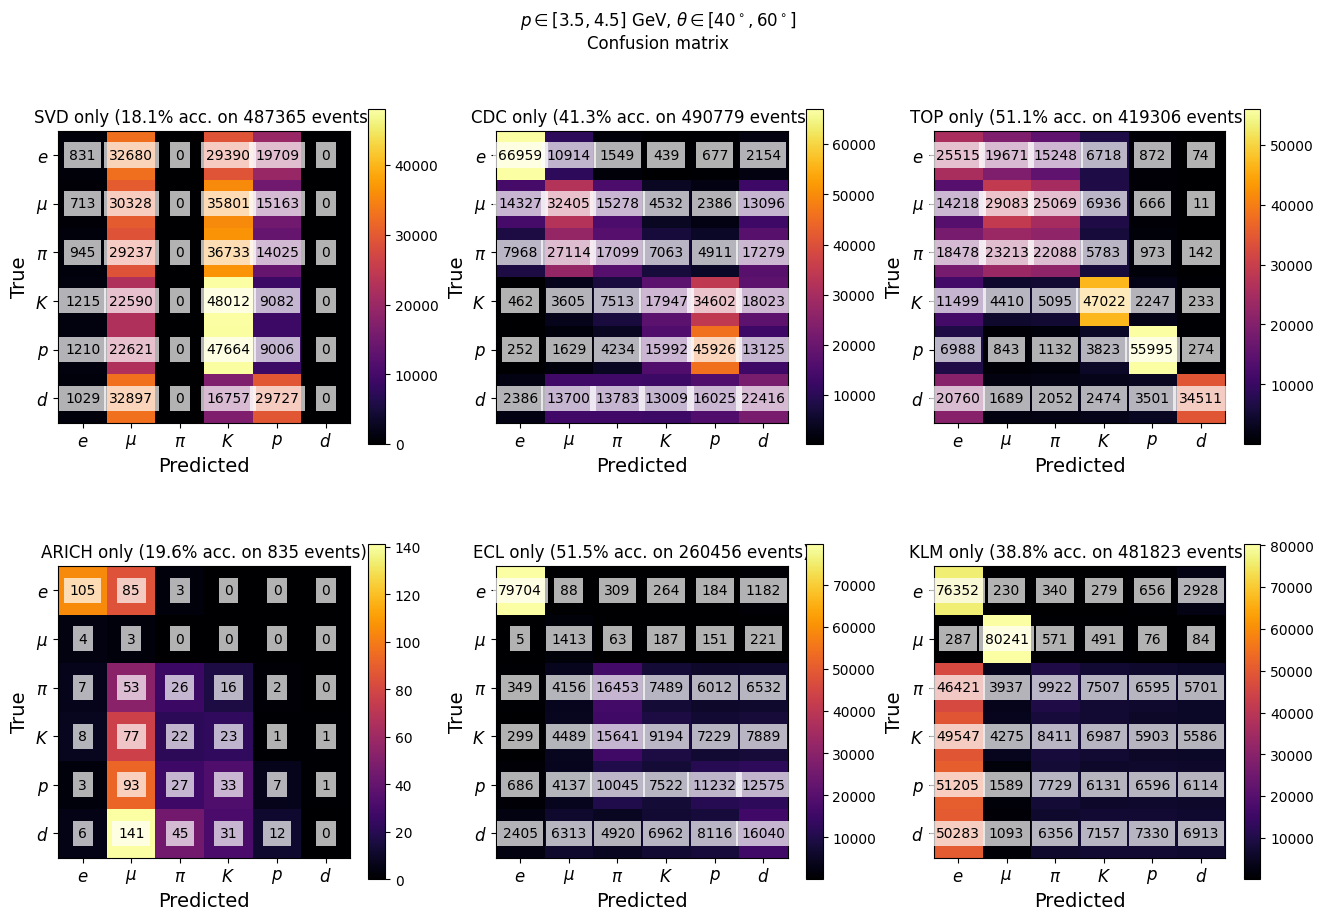 p ∈ [3.5, 4.5] GeV, θ ∈ [40°, 60°]
Confusion matrix
SVD only (18.1% acc. on 487365 events
True
e 831 32680 0 29390 19709 0
μ 713 30328 0 35801 15163 0
π 945 29237 0 36733 14025 0
K 1215 22590 0 48012 9082 0
p 1210 22621 0 47664 9006 0
d 1029 32897 0 16757 29727 0
e μ π K p d
Predicted
40000
30000
20000
10000
0
CDC only (41.3% acc. on 490779 events
True
e 66959 10914 1549 439 677 2154
μ 14327 32405 15278 4532 2386 13096
π 7968 27114 17099 7063 4911 17279
K 462 3605 7513 17947 34602 18023
p 252 1629 4234 15992 45926 13125
d 2386 13700 13783 13009 16025 22416
e μ π K p d
Predicted
60000
50000
40000
30000
20000
10000
TOP only (51.1% acc. on 419306 events
True
e 25515 19671 15248 6718 872 74
μ 14218 29083 25069 6936 666 11
π 18478 23213 22088 5783 973 142
K 11499 4410 5095 47022 2247 233
p 6988 843 1132 3823 55995 274
d 20760 1689 2052 2474 3501 34511
e μ π K p d
Predicted
50000
40000
30000
20000
10000
ARICH only (19.6% acc. on 835 events)
True
e 105 85 3 0 0 0
μ 4 3 0 0 0 0
π 7 53 26 16 2 0
K 8 77 22 23 1 1
p 3 93 27 33 7 1
d 6 141 45 31 12 0
e μ π K p d
Predicted
140
120
100
80
60
40
20
0
ECL only (51.5% acc. on 260456 events)
True
e 79704 88 309 264 184 1182
μ 5 1413 63 187 151 221
π 349 4156 16453 7489 6012 6532
K 299 4489 15641 9194 7229 7889
p 686 4137 10045 7522 11232 12575
d 2405 6313 4920 6962 8116 16040
e μ π K p d
Predicted
70000
60000
50000
40000
30000
20000
10000
KLM only (38.8% acc. on 481823 events
True
e 76352 230 340 279 656 2928
μ 287 80241 571 491 76 84
π 46421 3937 9922 7507 6595 5701
K 49547 4275 8411 6987 5903 5586
p 51205 1589 7729 6131 6596 6114
d 50283 1093 6356 7157 7330 6913
e μ π K p d
Predicted
80000
70000
60000
50000
40000
30000
20000
10000